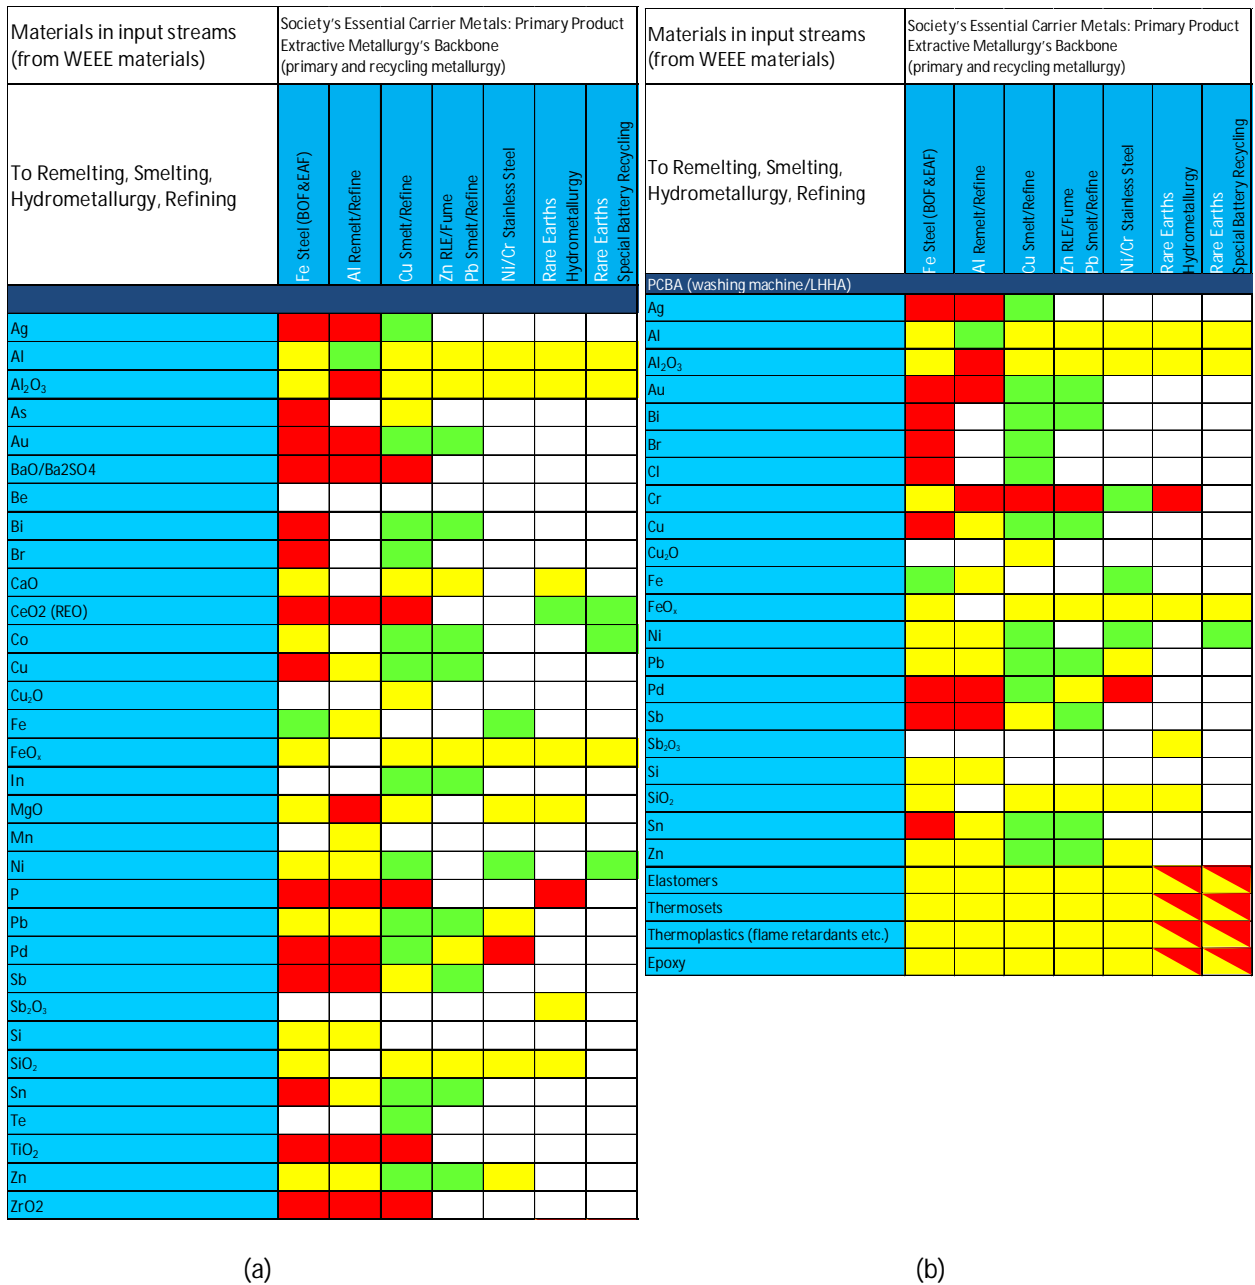 Materials in input streams
(from WEEE materials)
Society's Essential Carrier Metals: Primary Product
Extractive Metallurgy's Backbone
(primary and recycling metallurgy)
To Remelting, Smelting,
Hydrometallurgy, Refining
Fe Steel (BOF&EAF)
Al Remelt/Refine
Cu Smelt/Refine
Zn RLE/Fume
Pb Smelt/Refine
Ni/Cr Stainless Steel
Rare Earths
Hydrometallurgy
Rare Earths
Special Battery Recycling
Ag
Al
Al₂O₃
As
Au
BaO/Ba2SO4
Be
Bi
Br
CaO
CeO2 (REO)
Co
Cu
Cu₂O
Fe
FeOₓ
In
MgO
Mn
Ni
P
Pb
Pd
Sb
Sb₂O₃
Si
SiO₂
Sn
Te
TiO₂
Zn
ZrO2
(a)
Materials in input streams
(from WEEE materials)
Society's Essential Carrier Metals: Primary Product
Extractive Metallurgy's Backbone
(primary and recycling metallurgy)
To Remelting, Smelting,
Hydrometallurgy, Refining
Fe Steel (BOF&EAF)
Al Remelt/Refine
Cu Smelt/Refine
Zn RLE/Fume
Pb Smelt/Refine
Ni/Cr Stainless Steel
Rare Earths
Hydrometallurgy
Rare Earths
Special Battery Recycling
PCBA (washing machine/LHHA)
Ag
Al
Al₂O₃
Au
Bi
Br
Cl
Cr
Cu
Cu₂O
Fe
FeOₓ
Ni
Pb
Pd
Sb
Sb₂O₃
Si
SiO₂
Sn
Zn
Elastomers
Thermosets
Thermoplastics (flame retardants etc.)
Epoxy
(b)